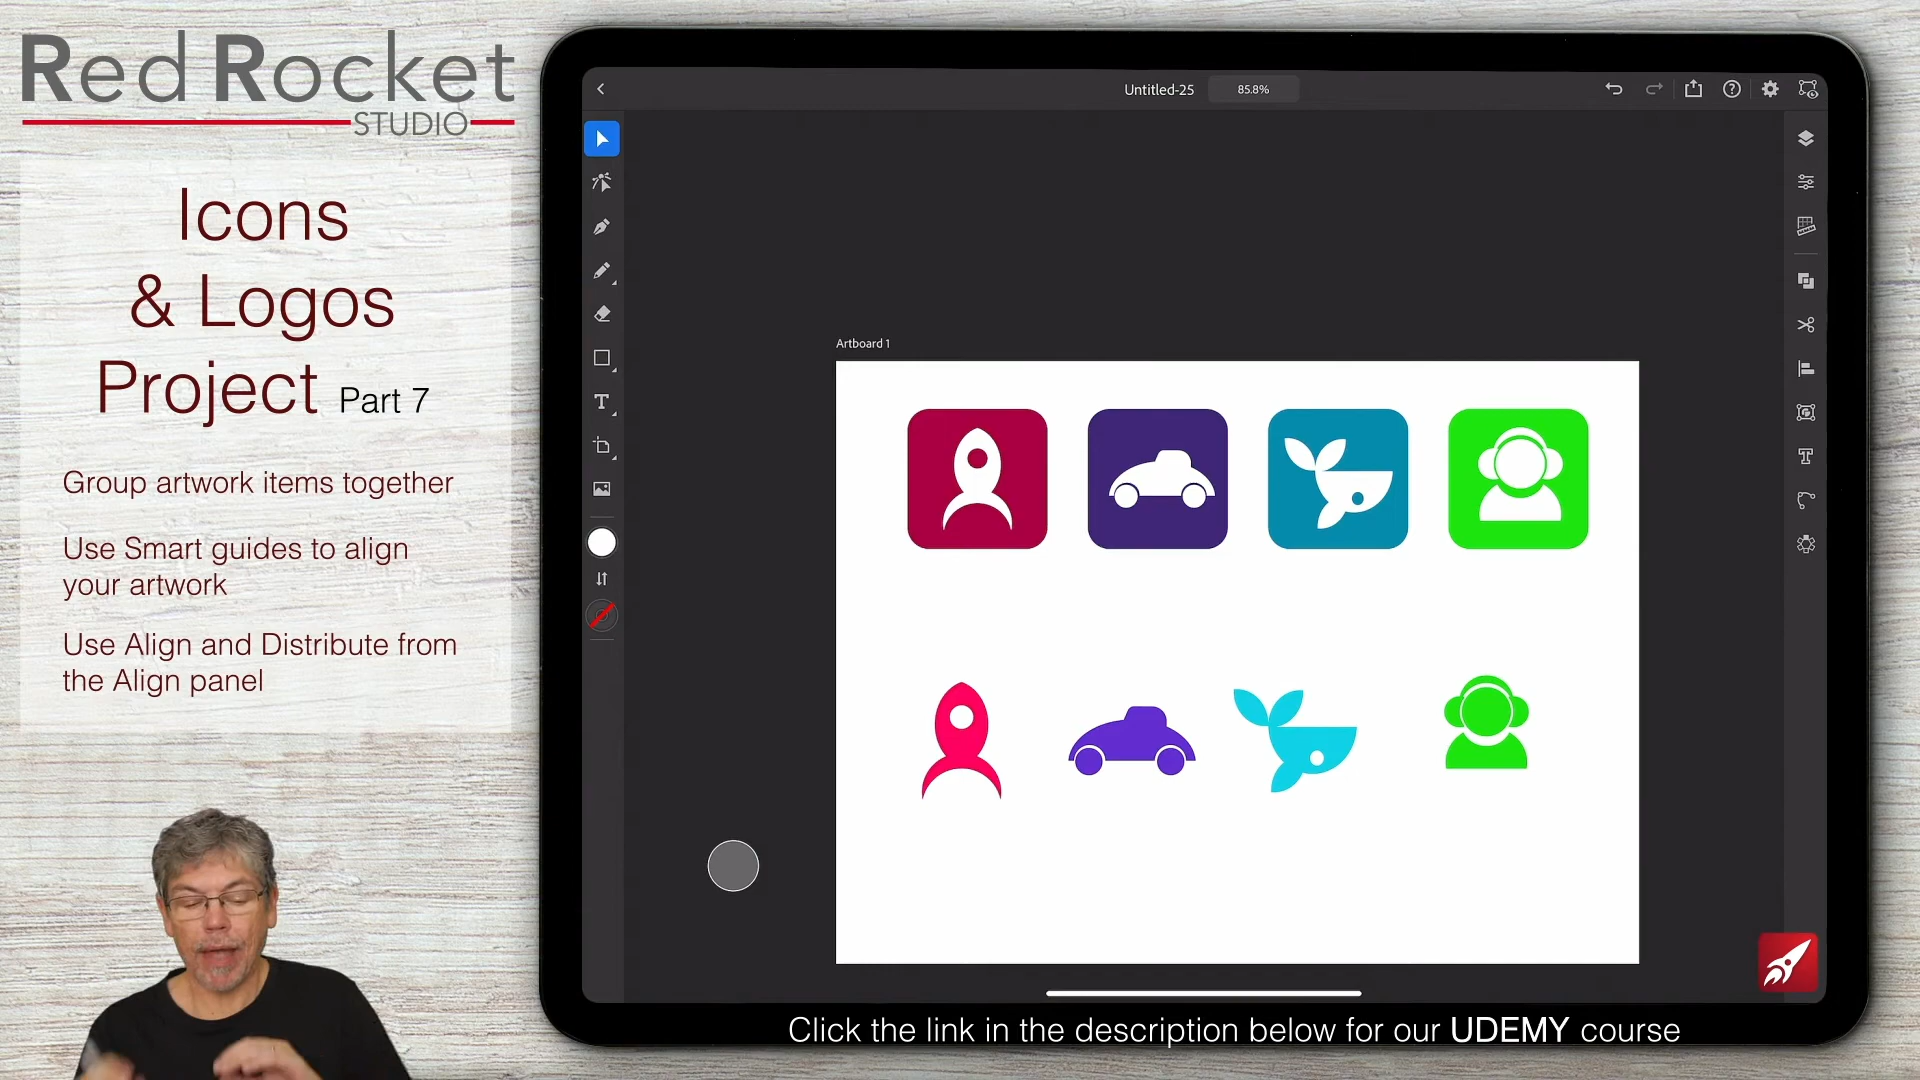 Red Rocket
STUDIO
Icons
& Logos
Project Part 7
Group artwork items together
Use Smart guides to align
your artwork
Use Align and Distribute from
the Align panel
Untitled-25
85.8%
Artboard 1
Click the link in the description below for our UDEMY course